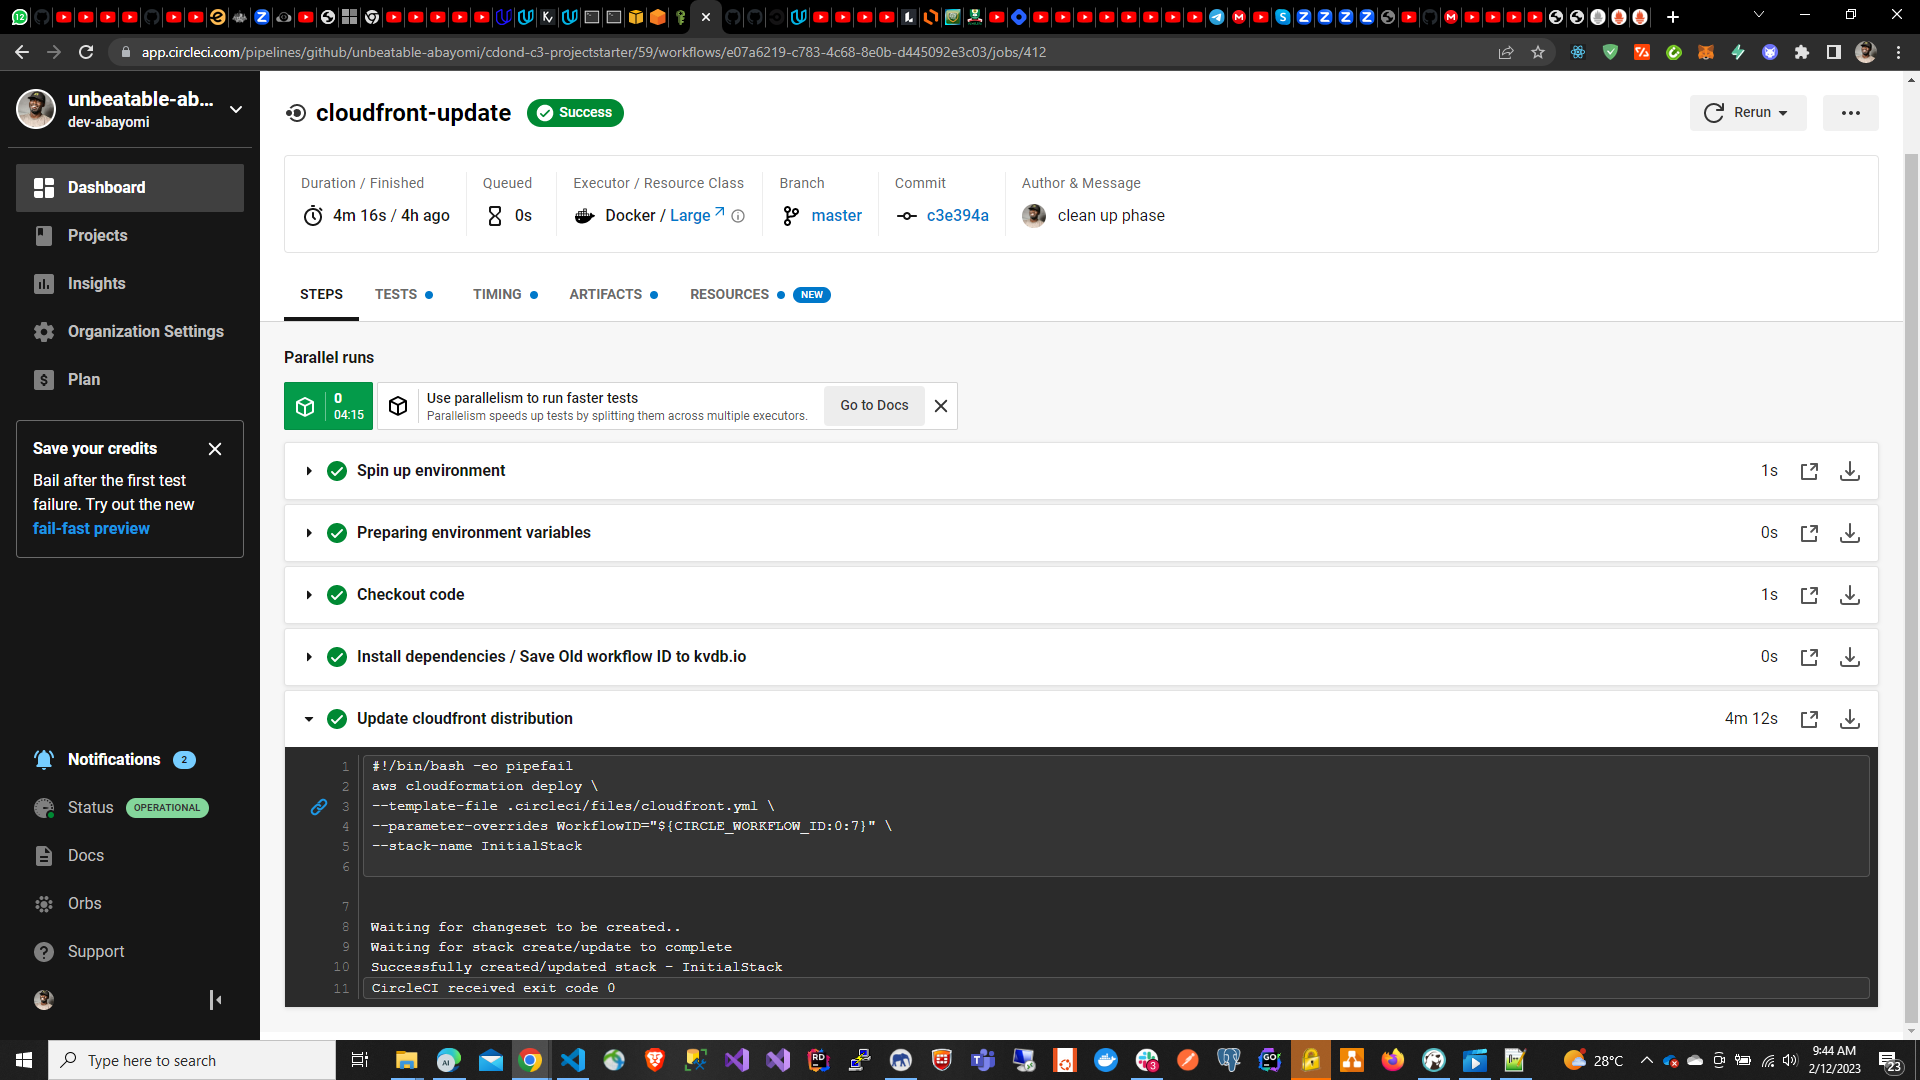 app.circleci.com/pipelines/github/unbeatable-abayomi/cdond-c3-projectstarter/59/workflows/e07a6219-c783-4c68-8e0b-d445092e3c03/jobs/412
unbeatable-ab...
dev-abayomi
Dashboard
Projects
Insights
Organization Settings
Plan
Save your credits
Bail after the first test
failure. Try out the new
fail-fast preview
Notifications 2
Status OPERATIONAL
Docs
Orbs
Support
cloudfront-update Success
Rerun
Duration / Finished
4m 16s / 4h ago
Queued
0s
Executor / Resource Class
Docker / Large
Branch
master
Commit
c3e394a
Author & Message
clean up phase
STEPS TESTS TIMING ARTIFACTS RESOURCES NEW
Parallel runs
0
04:15
Use parallelism to run faster tests
Parallelism speeds up tests by splitting them across multiple executors.
Go to Docs
Spin up environment 1s
Preparing environment variables 0s
Checkout code 1s
Install dependencies / Save Old workflow ID to kvdb.io 0s
Update cloudfront distribution 4m 12s
1 #!/bin/bash -eo pipefail
2 aws cloudformation deploy \
3 --template-file .circleci/files/cloudfront.yml \
4 --parameter-overrides WorkflowID="${CIRCLE_WORKFLOW_ID:0:7}" \
5 --stack-name InitialStack
6
7
8 Waiting for changeset to be created..
9 Waiting for stack create/update to complete
10 Successfully created/updated stack - InitialStack
11 CircleCI received exit code 0
Type here to search
28°C
9:44 AM
2/12/2023
23